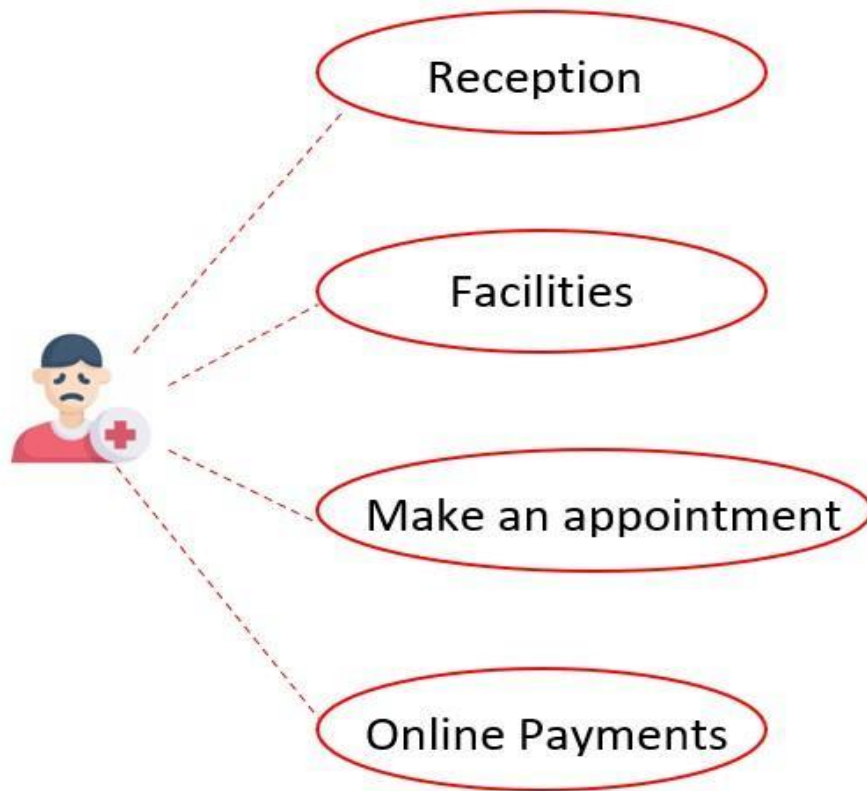 Reception
Facilities
Make an appointment
Online Payments